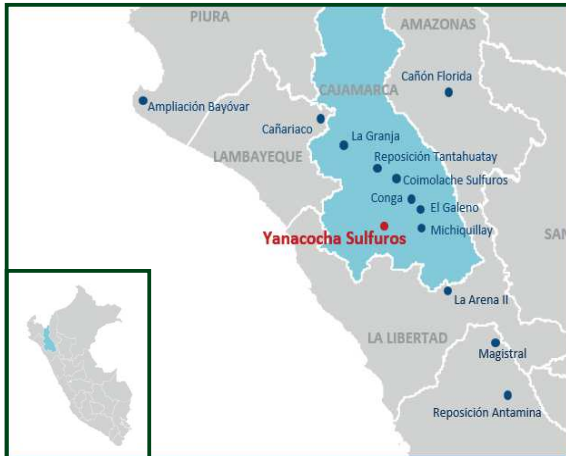 PIURA
AMAZONAS
Cañón Florida
CAJAMARCA
Ampliación Bayóvar
Cañariaco
La Granja
LAMBAYEQUE
Reposición Tantahuatay
Coimolache Sulfuros
Conga
El Galeno
Michiquillay
Yanacocha Sulfuros
SAN
La Arena II
LA LIBERTAD
Magistral
Reposición Antamina